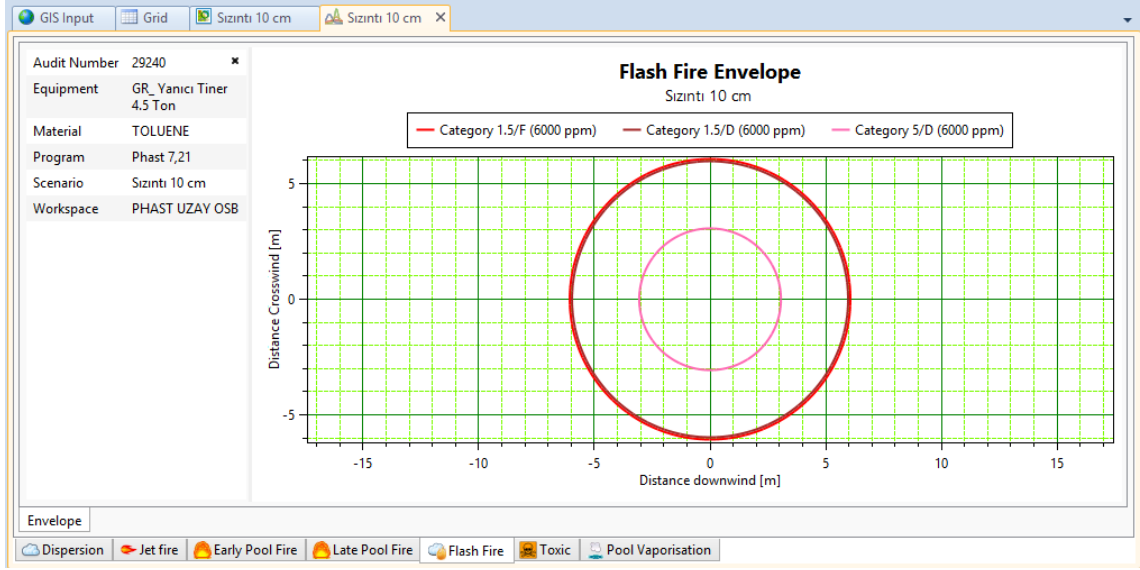 GIS Input Grid Sızıntı 10 cm Sızıntı 10 cm
Audit Number 29240
Equipment GR_ Yanıcı Tiner
4.5 Ton
Material TOLUENE
Program Phast 7,21
Scenario Sızıntı 10 cm
Workspace PHAST UZAY OSB
Flash Fire Envelope
Sızıntı 10 cm
Category 1.5/F (6000 ppm) Category 1.5/D (6000 ppm) Category 5/D (6000 ppm)
Distance Crosswind [m]
5
0
-5
-15 -10 -5 0 5 10 15
Distance downwind [m]
Envelope
Dispersion Jet fire Early Pool Fire Late Pool Fire Flash Fire Toxic Pool Vaporisation